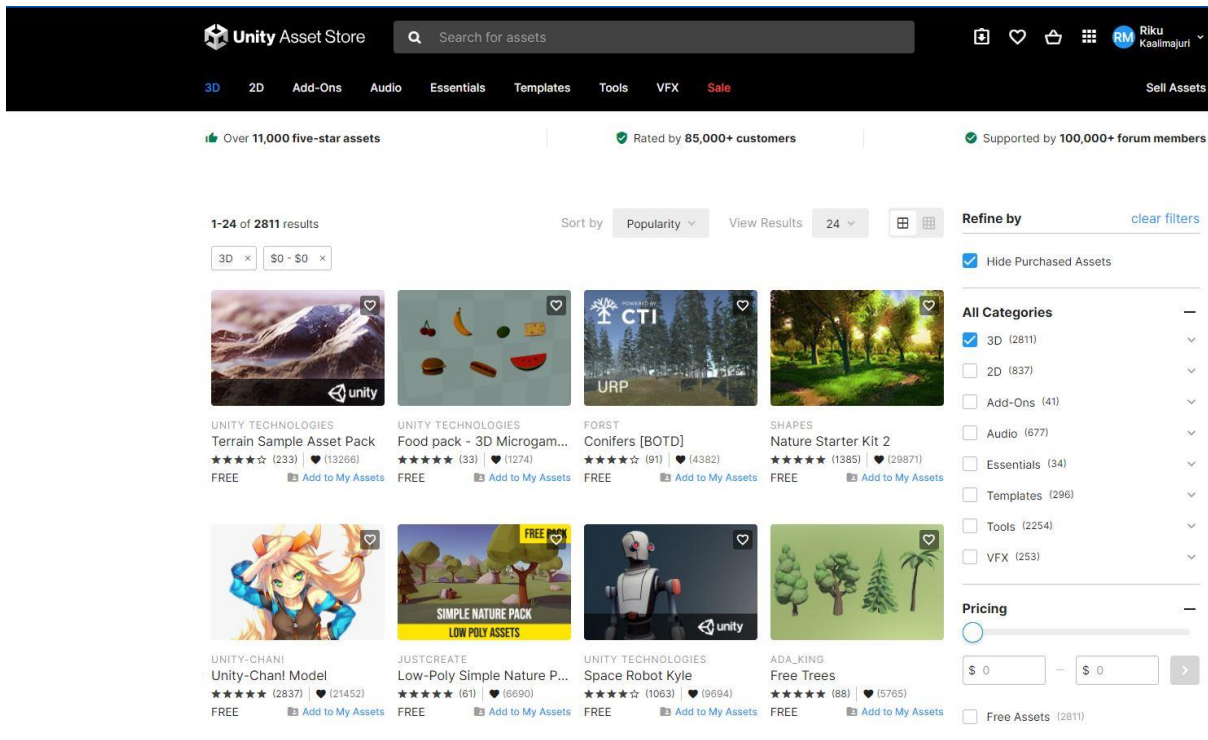 Unity Asset Store
Search for assets
RM
Riku
Kaalimajuri
3D 2D Add-Ons Audio Essentials Templates Tools VFX Sale Sell Assets
Over 11,000 five-star assets
Rated by 85,000+ customers
Supported by 100,000+ forum members
1-24 of 2811 results
Sort by Popularity View Results 24
3D × $0 - $0 ×
POWERED BY
CTI
URP
unity
UNITY TECHNOLOGIES
Terrain Sample Asset Pack
★★★★☆ (233) ♥ (13266)
FREE Add to My Assets
UNITY TECHNOLOGIES
Food pack - 3D Microgam...
★★★★★ (33) ♥ (1274)
FREE Add to My Assets
FORST
Conifers [BOTD]
★★★★☆ (91) ♥ (4382)
FREE Add to My Assets
SHAPES
Nature Starter Kit 2
★★★★★ (1385) ♥ (29871)
FREE Add to My Assets
FREE PACK
SIMPLE NATURE PACK
LOW POLY ASSETS
unity
UNITY-CHAN!
Unity-Chan! Model
★★★★★ (2837) ♥ (21452)
FREE Add to My Assets
JUSTCREATE
Low-Poly Simple Nature P...
★★★★★ (61) ♥ (6690)
FREE Add to My Assets
UNITY TECHNOLOGIES
Space Robot Kyle
★★★★☆ (1063) ♥ (9694)
FREE Add to My Assets
ADA_KING
Free Trees
★★★★★ (88) ♥ (5765)
FREE Add to My Assets
Refine by clear filters
Hide Purchased Assets
All Categories
3D (2811)
2D (837)
Add-Ons (41)
Audio (677)
Essentials (34)
Templates (296)
Tools (2254)
VFX (253)
Pricing
$ 0 – $ 0
Free Assets (2811)